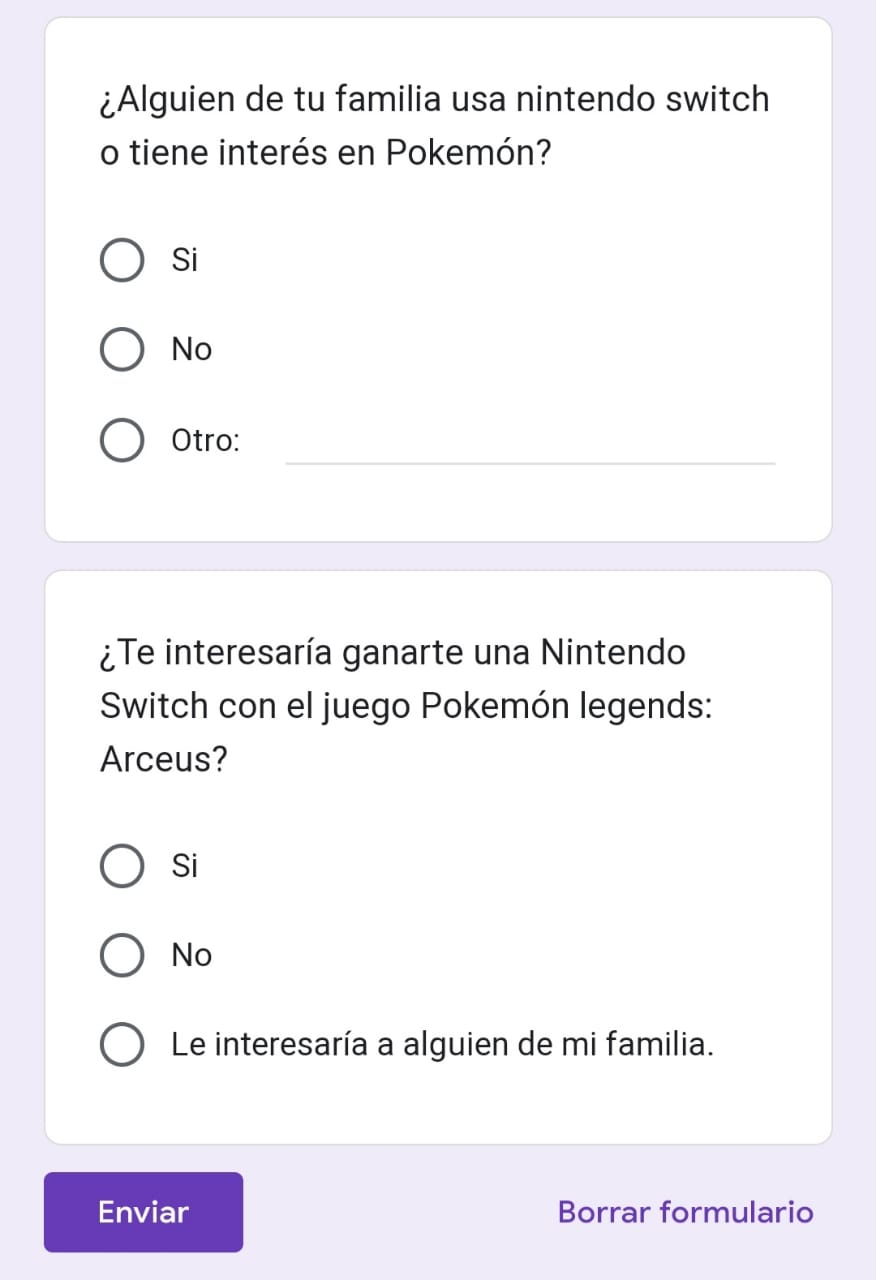 ¿Alguien de tu familia usa nintendo switch
o tiene interés en Pokemón?
Si
No
Otro:
¿Te interesaría ganarte una Nintendo
Switch con el juego Pokemón legends:
Arceus?
Si
No
Le interesaría a alguien de mi familia.
Enviar
Borrar formulario